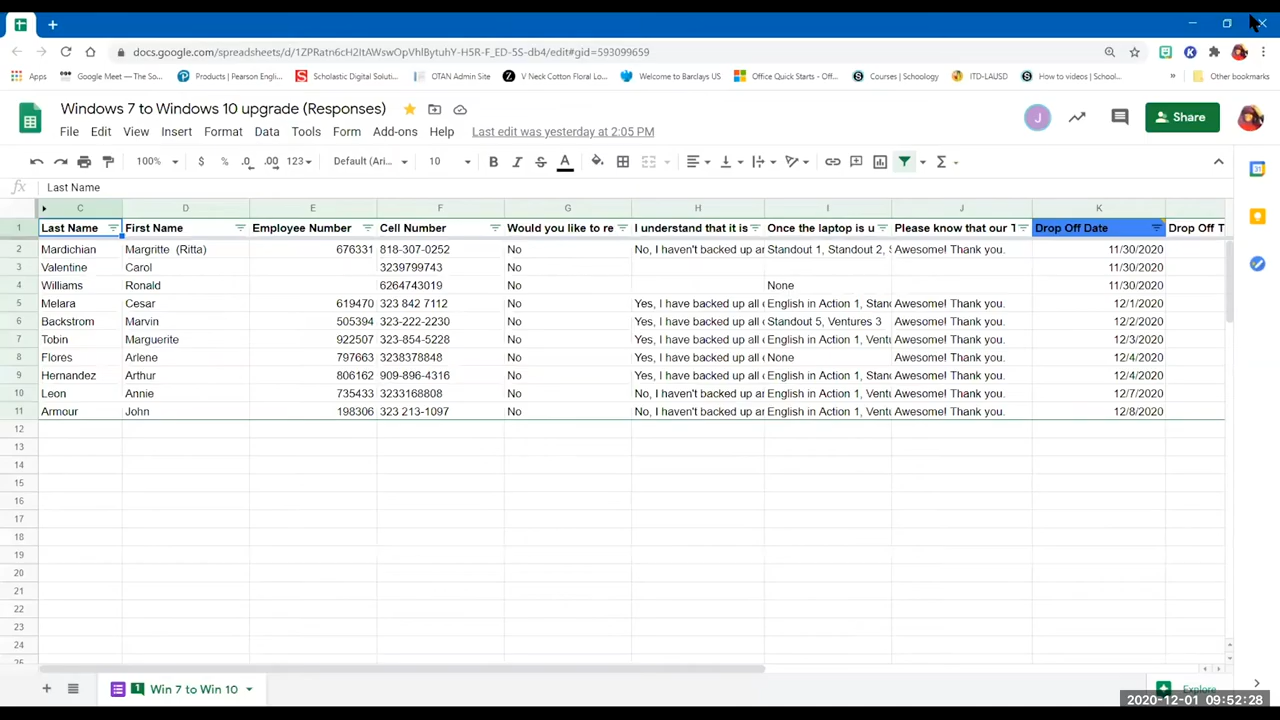 docs.google.com/spreadsheets/d/1ZPRatn6cH2ItAWswOpVhlBytuhY-H5R-F_ED-5S-db4/edit#gid=593099659
Apps Google Meet — The So... Products | Pearson Engli... Scholastic Digital Soluti... OTAN Admin Site V Neck Cotton Floral Lo... Welcome to Barclays US Office Quick Starts - Of... Courses | Schoology ITD-LAUSD How to videos | School... » Other bookmarks
Windows 7 to Windows 10 upgrade (Responses)
File Edit View Insert Format Data Tools Form Add-ons Help Last edit was yesterday at 2:05 PM
J Share
100% $ % .0 .00 123 Default (Ari... 10 B I S A Σ
fx Last Name
C D E F G H I J K
1 Last Name First Name Employee Number Cell Number Would you like to re I understand that it is Once the laptop is u Please know that our T Drop Off Date Drop Off T
2 Mardichian Margritte (Ritta) 676331 818-307-0252 No No, I haven't backed up ar Standout 1, Standout 2, S Awesome! Thank you. 11/30/2020
3 Valentine Carol 3239799743 No 11/30/2020
4 Williams Ronald 6264743019 No None 11/30/2020
5 Melara Cesar 619470 323 842 7112 No Yes, I have backed up all c English in Action 1, Stan Awesome! Thank you. 12/1/2020
6 Backstrom Marvin 505394 323-222-2230 No Yes, I have backed up all c Standout 5, Ventures 3 Awesome! Thank you. 12/2/2020
7 Tobin Marguerite 922507 323-854-5228 No Yes, I have backed up all c English in Action 1, Ventu Awesome! Thank you. 12/3/2020
8 Flores Arlene 797663 3238378848 No Yes, I have backed up all c None Awesome! Thank you. 12/4/2020
9 Hernandez Arthur 806162 909-896-4316 No Yes, I have backed up all c English in Action 1, Stan Awesome! Thank you. 12/4/2020
10 Leon Annie 735433 3233168808 No No, I haven't backed up ar English in Action 1, Ventu Awesome! Thank you. 12/7/2020
11 Armour John 198306 323 213-1097 No No, I haven't backed up ar English in Action 1, Ventu Awesome! Thank you. 12/8/2020
12
13
14
15
16
17
18
19
20
21
22
23
24
25
Win 7 to Win 10
Explore
2020-12-01 09:52:28